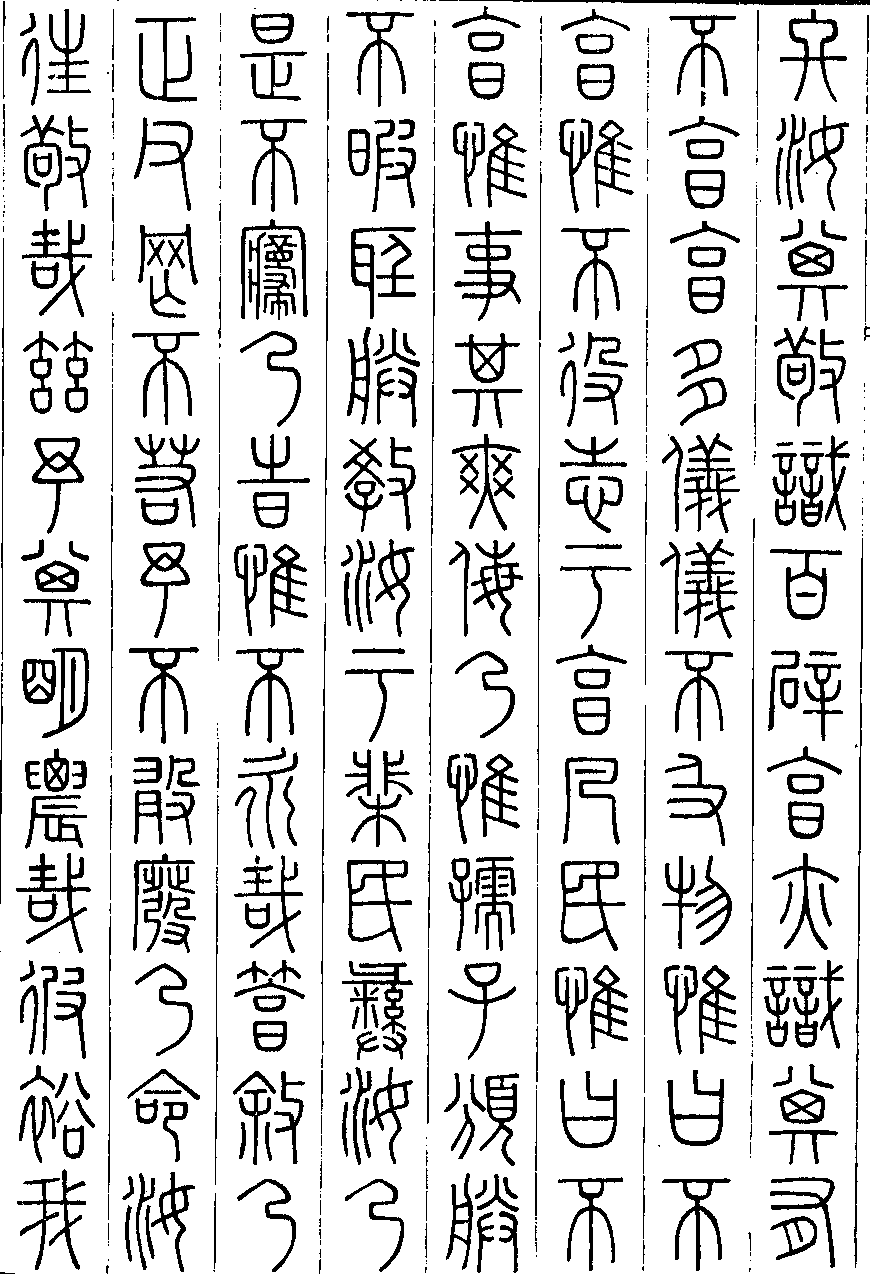 終汝其敬識百辟享亦識其有
不享享多儀儀不及物惟曰不
享惟不役志于享凡民惟曰不
享惟事其爽侮乃惟孺子頒朕
不暇聽朕教汝于棐民彝汝乃
是不蘉乃時惟不永哉篤敘乃
正父罔不若予不敢廢乃命汝
往敬哉茲予其明農哉彼裕我